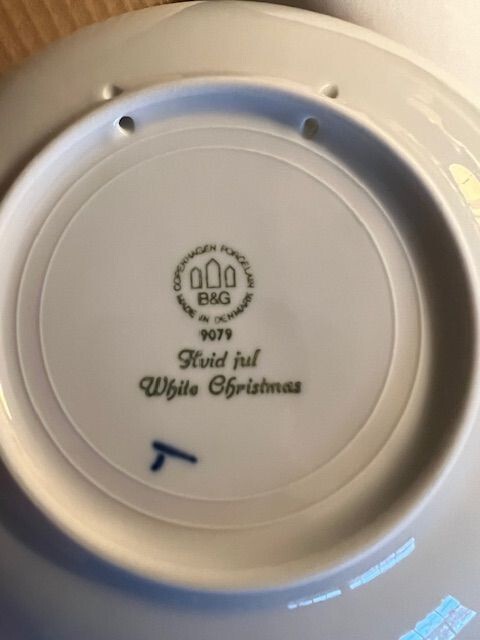 COPENHAGEN PORCELAIN
B&G
MADE IN DENMARK
9079
Hvid jul
White Christmas